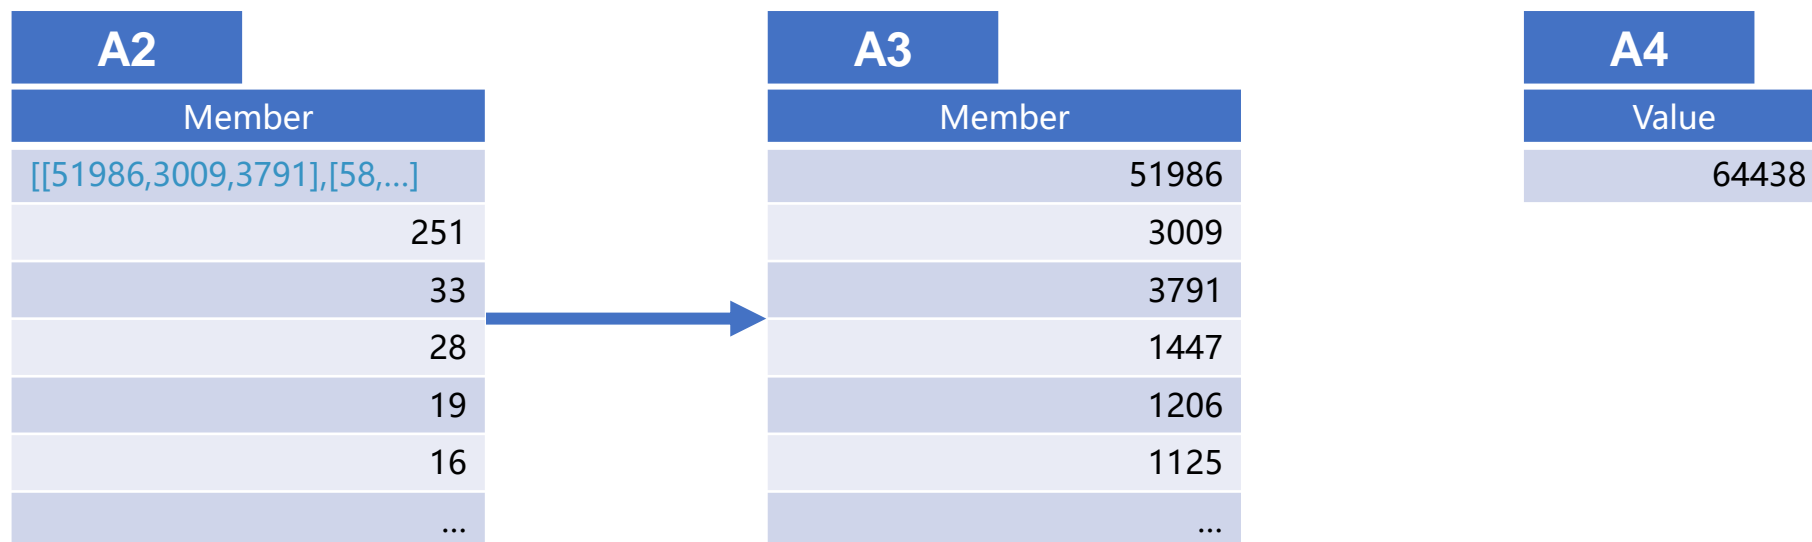 A2
Member
[[51986,3009,3791],[58,...]
251
33
28
19
16
...
A3
Member
51986
3009
3791
1447
1206
1125
...
A4
Value
64438